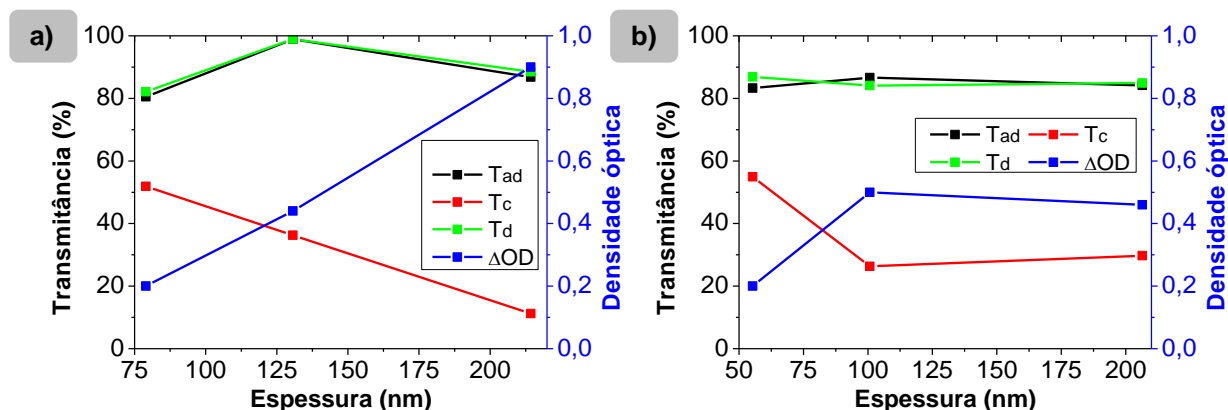 a)
Transmitância (%)
100
80
60
40
20
0
75
100
125
150
175
200
Espessura (nm)
1,0
0,8
0,6
0,4
0,2
0,0
Densidade óptica
Tad
Tc
Td
ΔOD
b)
Transmitância (%)
100
80
60
40
20
0
50
75
100
125
150
175
200
Espessura (nm)
1,0
0,8
0,6
0,4
0,2
0,0
Densidade óptica
Tad Tc
Td ΔOD